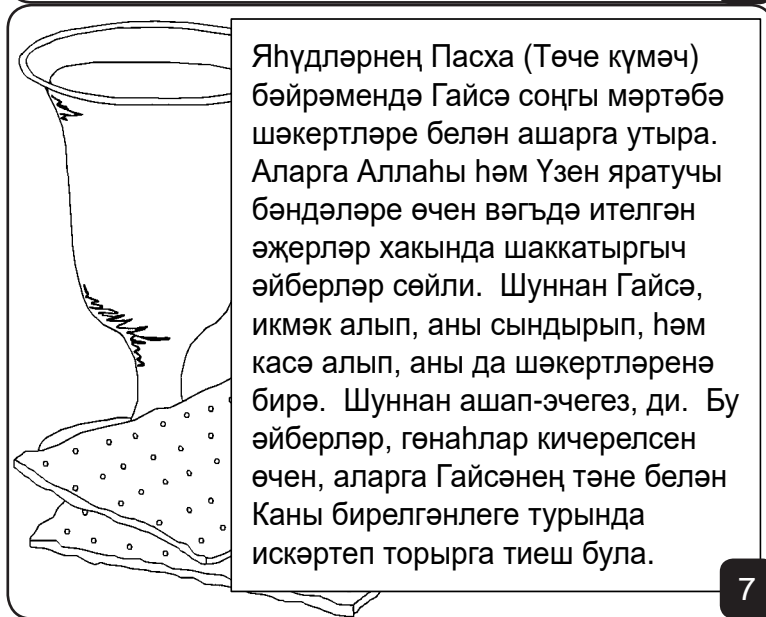 Яһүдләрнең Пасха (Төче күмәч)
бәйрәмендә Гайсә соңгы мәртәбә
шәкертләре белән ашарга утыра.
Аларга Аллаһы һәм Үзен яратучы
бәндәләре өчен вәгъдә ителгән
әҗерләр хакында шаккатыргыч
әйберләр сөйли. Шуннан Гайсә,
икмәк алып, аны сындырып, һәм
касә алып, аны да шәкертләренә
бирә. Шуннан ашап-эчегез, ди. Бу
әйберләр, гөнаһлар кичерелсен
өчен, аларга Гайсәнең тәне белән
Каны бирелгәнлеге турында
искәртеп торырга тиеш була.
7